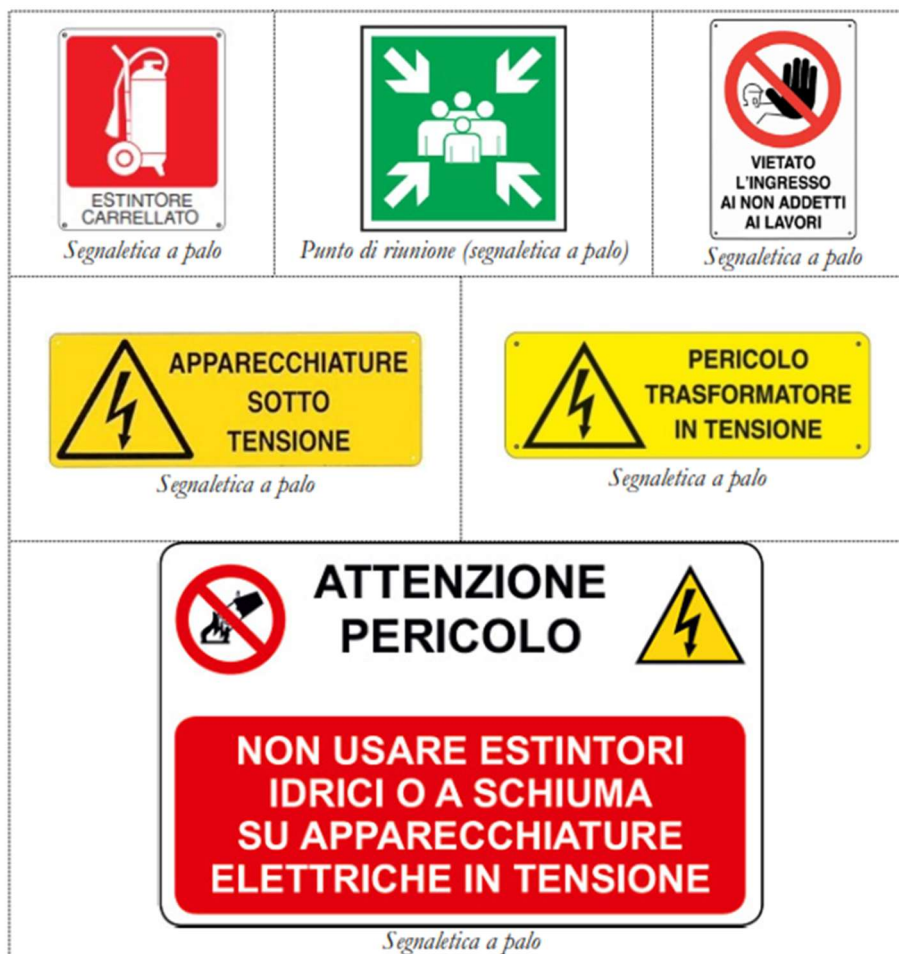 ESTINTORE
CARRELLATO
Segnaletica a palo
Punto di riunione (segnaletica a palo)
VIETATO
L'INGRESSO
AI NON ADDETTI
AI LAVORI
Segnaletica a palo
APPARECCHIATURE
SOTTO
TENSIONE
Segnaletica a palo
PERICOLO
TRASFORMATORE
IN TENSIONE
Segnaletica a palo
ATTENZIONE
PERICOLO
NON USARE ESTINTORI
IDRICI O A SCHIUMA
SU APPARECCHIATURE
ELETTRICHE IN TENSIONE
Segnaletica a palo